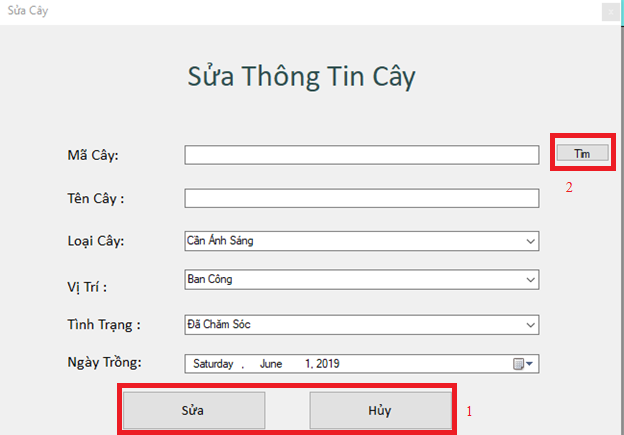 Sửa Cây
x
Sửa Thông Tin Cây
Mã Cây:
Tìm
2
Tên Cây :
Loại Cây:
Cần Ánh Sáng
Vị Trí :
Ban Công
Tình Trạng :
Đã Chăm Sóc
Ngày Trồng:
Saturday , June 1, 2019
Sửa
Hủy
1